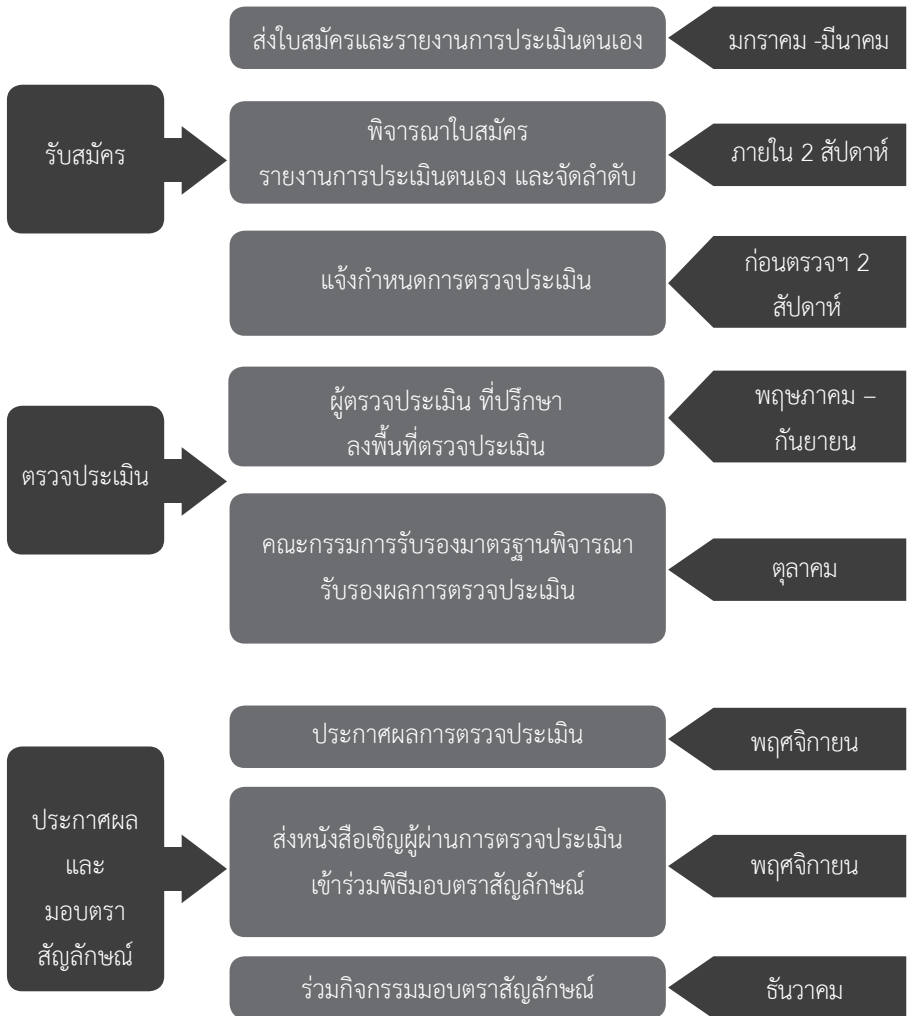 ส่งใบสมัครและรายงานการประเมินตนเอง
มกราคม -มีนาคม
รับสมัคร
พิจารณาใบสมัคร
รายงานการประเมินตนเอง และจัดลำดับ
ภายใน 2 สัปดาห์
แจ้งกำหนดการตรวจประเมิน
ก่อนตรวจฯ 2
สัปดาห์
ตรวจประเมิน
ผู้ตรวจประเมิน ที่ปรึกษา
ลงพื้นที่ตรวจประเมิน
พฤษภาคม –
กันยายน
คณะกรรมการรับรองมาตรฐานพิจารณา
รับรองผลการตรวจประเมิน
ตุลาคม
ประกาศผล
และ
มอบตรา
สัญลักษณ์
ประกาศผลการตรวจประเมิน
พฤศจิกายน
ส่งหนังสือเชิญผู้ผ่านการตรวจประเมิน
เข้าร่วมพิธีมอบตราสัญลักษณ์
พฤศจิกายน
ร่วมกิจกรรมมอบตราสัญลักษณ์
ธันวาคม